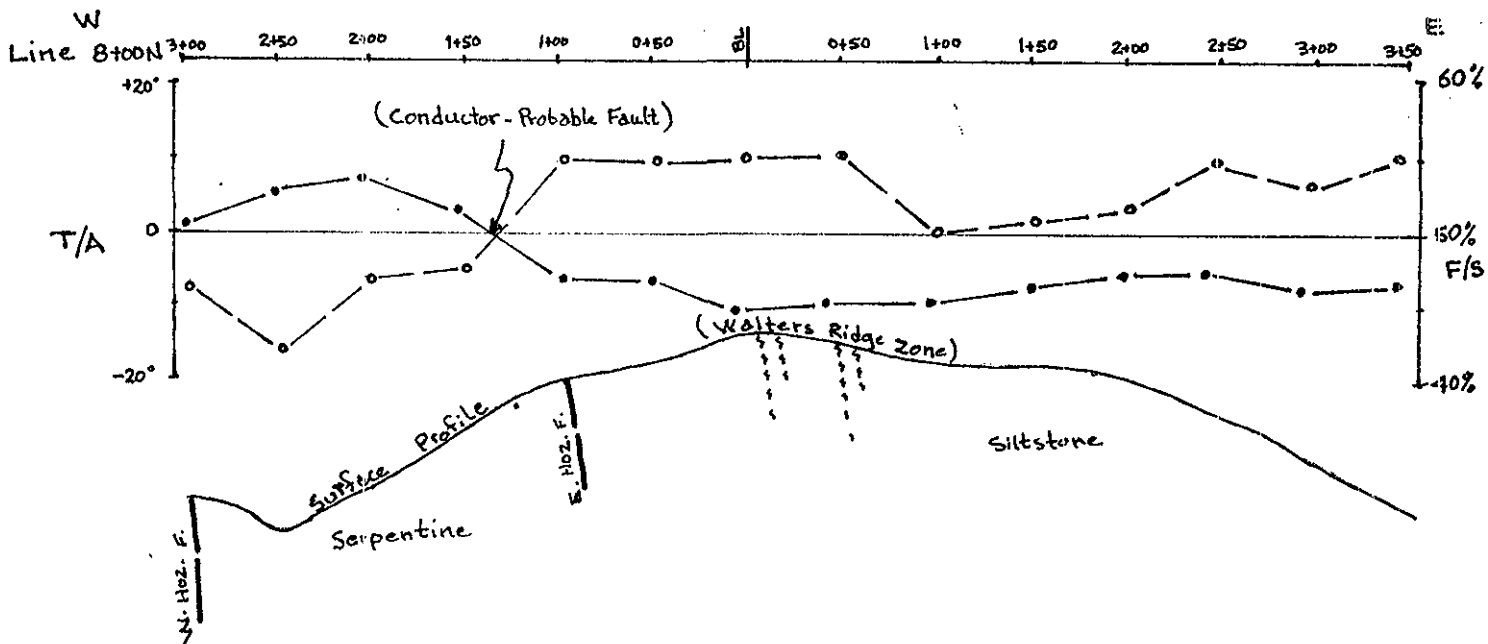 W E.
Line 8+00N 3+00 2+50 2+00 1+50 1+00 0+50 BL 0+50 1+00 1+50 2+00 2+50 3+00 3+50
+20° 60%
(Conductor-Probable Fault)
T/A 0 50%
F/S
(Walters Ridge Zone)
-20° 40%
Surface Profile
E. HOZ. F.
Siltstone
Serpentine
W. HOZ. F.